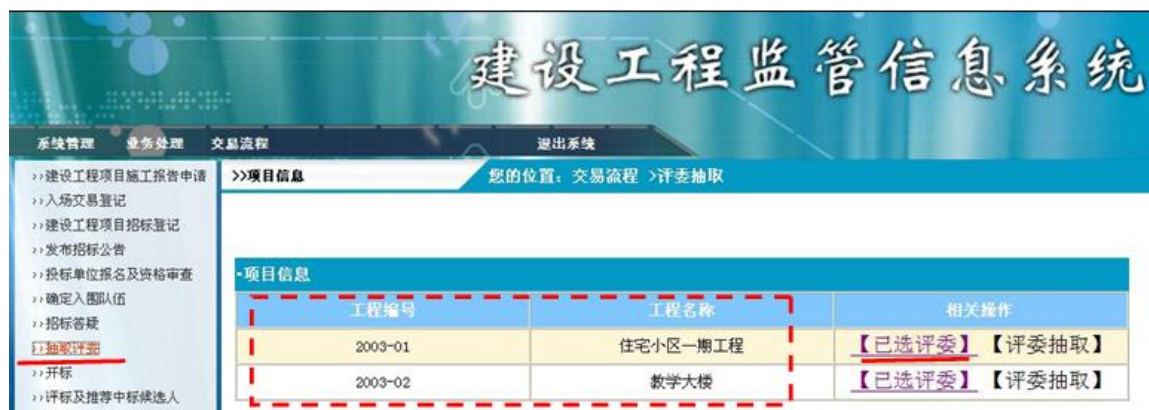 建设工程监管信息系统
系统管理 业务处理 交易流程 退出系统
>>建设工程项目施工报告申请
>>入场交易登记
>>建设工程项目招标登记
>>发布招标公告
>>投标单位报名及资格审查
>>确定入围队伍
>>招标答疑
>>抽取评委
>>开标
>>评标及推荐中标候选人
>>项目信息 您的位置：交易流程 >评委抽取
·项目信息
工程编号 工程名称 相关操作
2003-01 住宅小区一期工程 【已选评委】 【评委抽取】
2003-02 教学大楼 【已选评委】 【评委抽取】